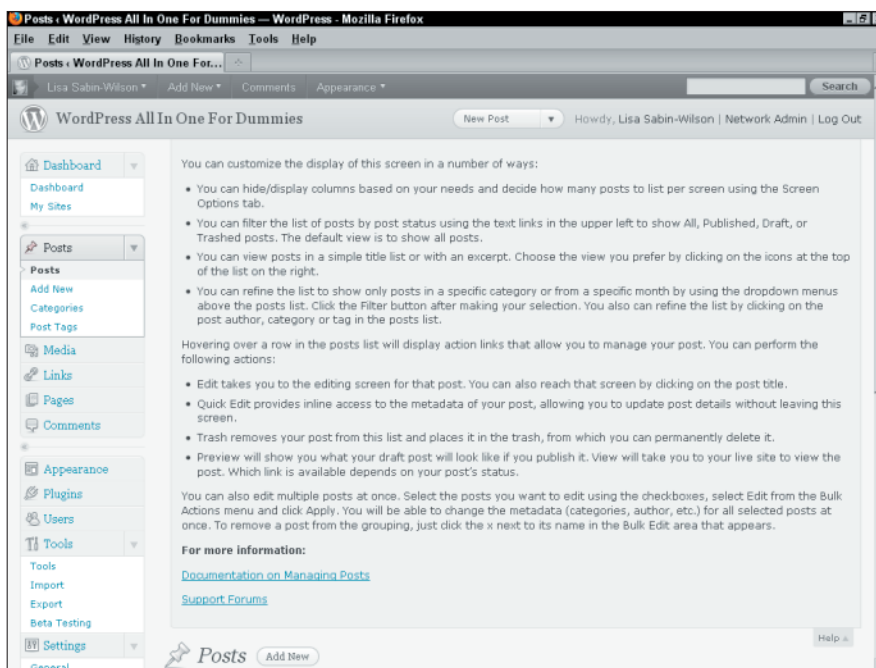 Posts ‹ WordPress All In One For Dummies — WordPress - Mozilla Firefox
File Edit View History Bookmarks Tools Help
Posts ‹ WordPress All In One For...
Lisa Sabin-Wilson Add New Comments Appearance Search
WordPress All In One For Dummies New Post Howdy, Lisa Sabin-Wilson | Network Admin | Log Out
Dashboard
Dashboard
My Sites
Posts
Posts
Add New
Categories
Post Tags
Media
Links
Pages
Comments
Appearance
Plugins
Users
Tools
Tools
Import
Export
Beta Testing
Settings
General
You can customize the display of this screen in a number of ways:
• You can hide/display columns based on your needs and decide how many posts to list per screen using the Screen
Options tab.
• You can filter the list of posts by post status using the text links in the upper left to show All, Published, Draft, or
Trashed posts. The default view is to show all posts.
• You can view posts in a simple title list or with an excerpt. Choose the view you prefer by clicking on the icons at the top
of the list on the right.
• You can refine the list to show only posts in a specific category or from a specific month by using the dropdown menus
above the posts list. Click the Filter button after making your selection. You also can refine the list by clicking on the
post author, category or tag in the posts list.
Hovering over a row in the posts list will display action links that allow you to manage your post. You can perform the
following actions:
• Edit takes you to the editing screen for that post. You can also reach that screen by clicking on the post title.
• Quick Edit provides inline access to the metadata of your post, allowing you to update post details without leaving this
screen.
• Trash removes your post from this list and places it in the trash, from which you can permanently delete it.
• Preview will show you what your draft post will look like if you publish it. View will take you to your live site to view the
post. Which link is available depends on your post's status.
You can also edit multiple posts at once. Select the posts you want to edit using the checkboxes, select Edit from the Bulk
Actions menu and click Apply. You will be able to change the metadata (categories, author, etc.) for all selected posts at
once. To remove a post from the grouping, just click the x next to its name in the Bulk Edit area that appears.
For more information:
Documentation on Managing Posts
Support Forums
Help
Posts Add New